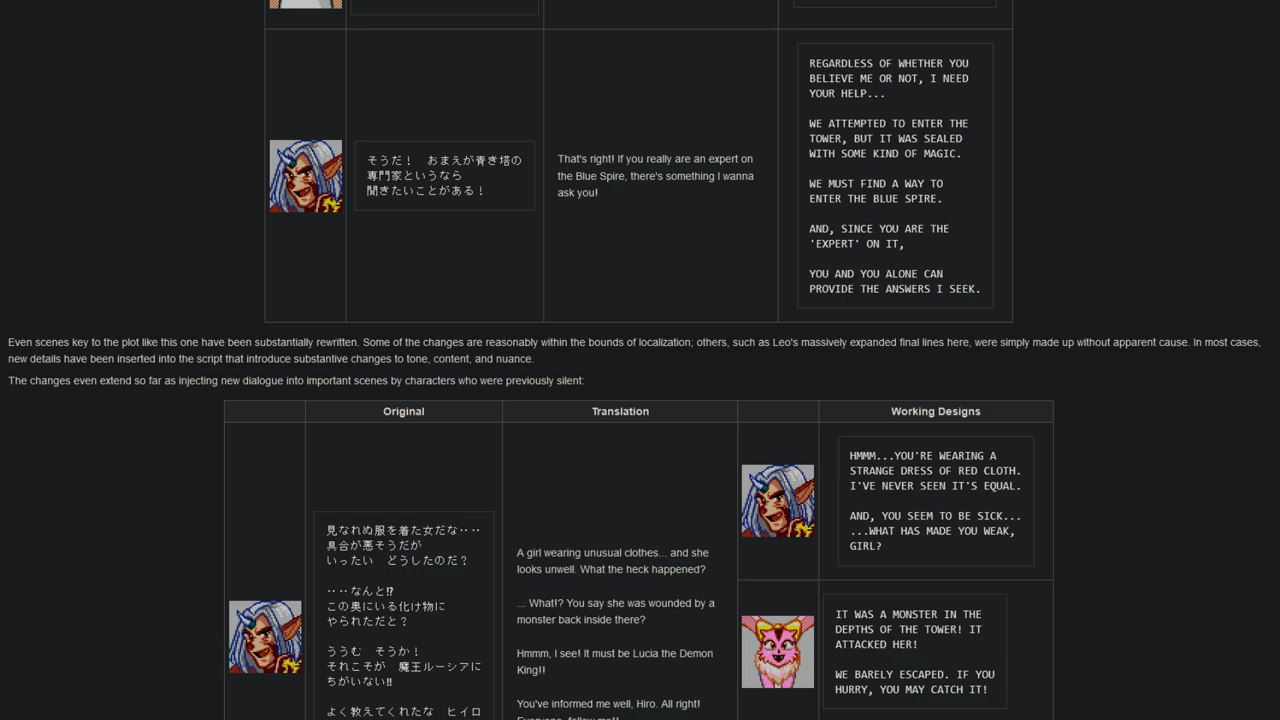 そうだ！　おまえが青き塔の
専門家というなら
聞きたいことがある！
That's right! If you really are an expert on
the Blue Spire, there's something I wanna
ask you!
REGARDLESS OF WHETHER YOU
BELIEVE ME OR NOT, I NEED
YOUR HELP...
WE ATTEMPTED TO ENTER THE
TOWER, BUT IT WAS SEALED
WITH SOME KIND OF MAGIC.
WE MUST FIND A WAY TO
ENTER THE BLUE SPIRE.
AND, SINCE YOU ARE THE
'EXPERT' ON IT,
YOU AND YOU ALONE CAN
PROVIDE THE ANSWERS I SEEK.
Even scenes key to the plot like this one have been substantially rewritten. Some of the changes are reasonably within the bounds of localization; others, such as Leo's massively expanded final lines here, were simply made up without apparent cause. In most cases,
new details have been inserted into the script that introduce substantive changes to tone, content, and nuance.
The changes even extend so far as injecting new dialogue into important scenes by characters who were previously silent:
Original
Translation
Working Designs
見なれぬ服を着た女だな‥‥
具合が悪そうだが
いったい　どうしたのだ？
‥‥なんと⁉
この奥にいる化け物に
やられただと？
ううむ　そうか！
それこそが　魔王ルーシアに
ちがいない‼
よく教えてくれたな　ヒイロ
A girl wearing unusual clothes... and she
looks unwell. What the heck happened?
... What!? You say she was wounded by a
monster back inside there?
Hmmm, I see! It must be Lucia the Demon
King!!
You've informed me well, Hiro. All right!
Everyone, follow me!!
HMMM...YOU'RE WEARING A
STRANGE DRESS OF RED CLOTH.
I'VE NEVER SEEN IT'S EQUAL.
AND, YOU SEEM TO BE SICK...
...WHAT HAS MADE YOU WEAK,
GIRL?
IT WAS A MONSTER IN THE
DEPTHS OF THE TOWER! IT
ATTACKED HER!
WE BARELY ESCAPED. IF YOU
HURRY, YOU MAY CATCH IT!